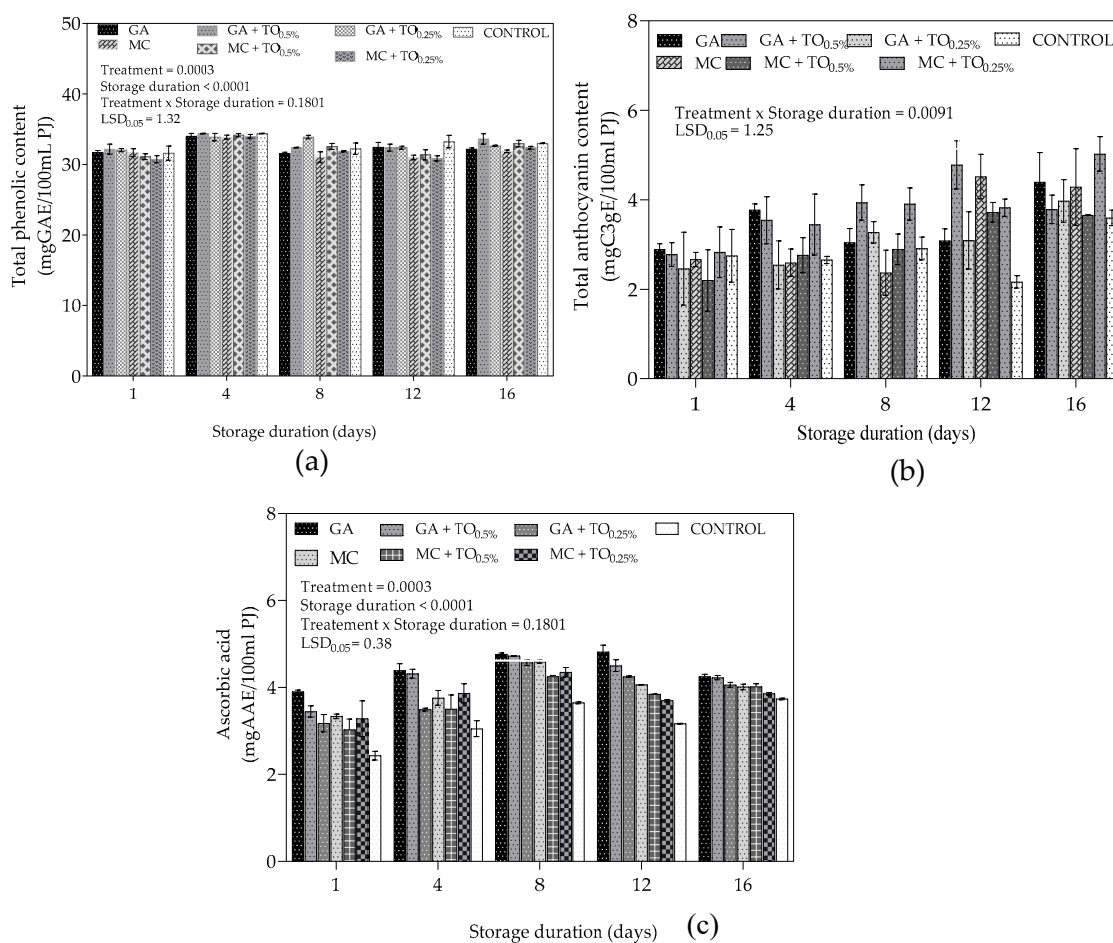 50
40
30
20
10
0
Total phenolic content
(mgGAE/100mL PJ)
GA
GA + TO0.5%
GA + TO0.25%
CONTROL
MC
MC + TO0.5%
MC + TO0.25%
Treatment = 0.0003
Storage duration < 0.0001
Treatment x Storage duration = 0.1801
LSD0.05 = 1.32
1
4
8
12
16
Storage duration (days)
(a)
8
6
4
2
0
Total anthocyanin content
(mgC3gE/100ml PJ)
GA
GA + TO0.5%
GA + TO0.25%
CONTROL
MC
MC + TO0.5%
MC + TO0.25%
Treatment x Storage duration = 0.0091
LSD0.05 = 1.25
1
4
8
12
16
Storage duration (days)
(b)
8
6
4
2
0
Ascorbic acid
(mgAAE/100ml PJ)
GA
GA + TO0.5%
GA + TO0.25%
CONTROL
MC
MC + TO0.5%
MC + TO0.25%
Treatment = 0.0003
Storage duration < 0.0001
Treatement x Storage duration = 0.1801
LSD0.05 = 0.38
1
4
8
12
16
Storage duration (days)
(c)